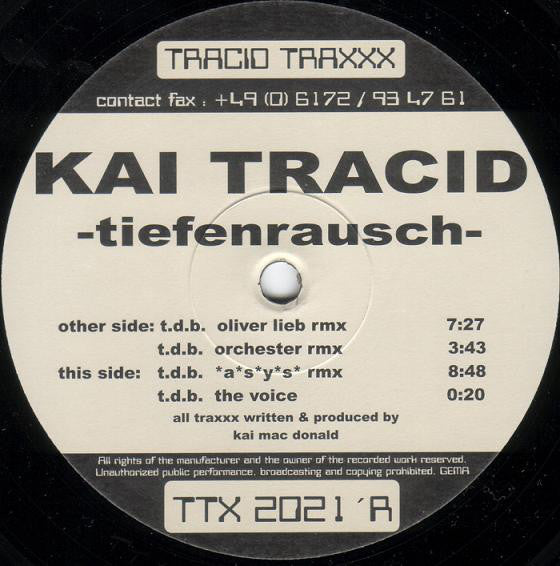 TRACID TRAXXX
contact fax : +49 (0) 6172 / 93 47 61
KAI TRACID
-tiefenrausch-
other side: t.d.b. oliver lieb rmx 7:27
t.d.b. orchester rmx 3:43
this side: t.d.b. *a*s*y*s* rmx 8:48
t.d.b. the voice 0:20
all traxxx written & produced by
kai mac donald
All rights of the manufacturer and the owner of the recorded work reserved.
Unauthorized public performance, broadcasting and copying prohibited. GEMA
TTX 2021 ´A